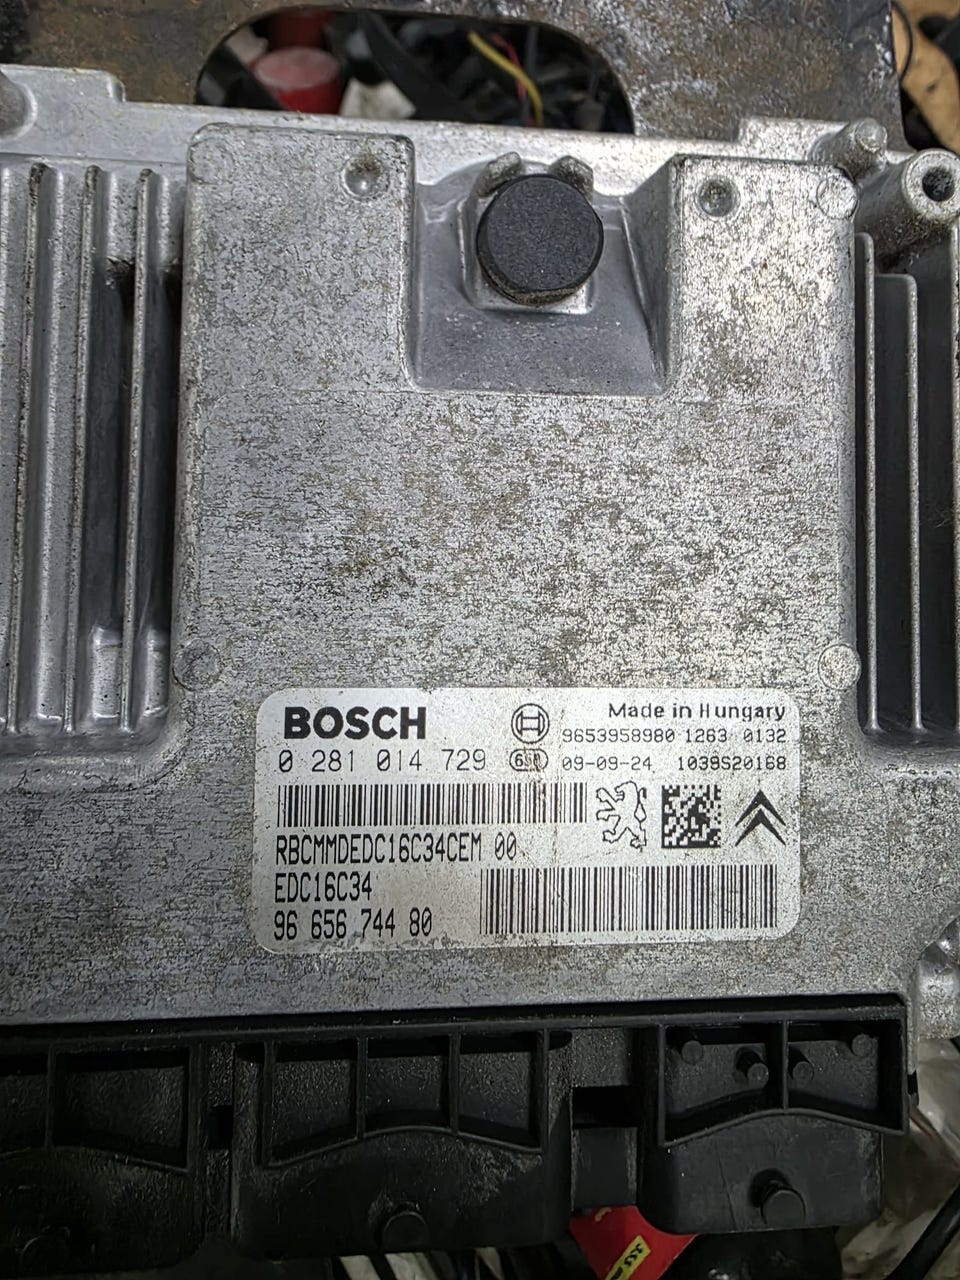 BOSCH
Made in Hungary
9653958980 1263 0132
0 281 014 729
09-09-24 1039S20168
RBCMMDEDC16C34CEM 00
EDC16C34
96 656 744 80